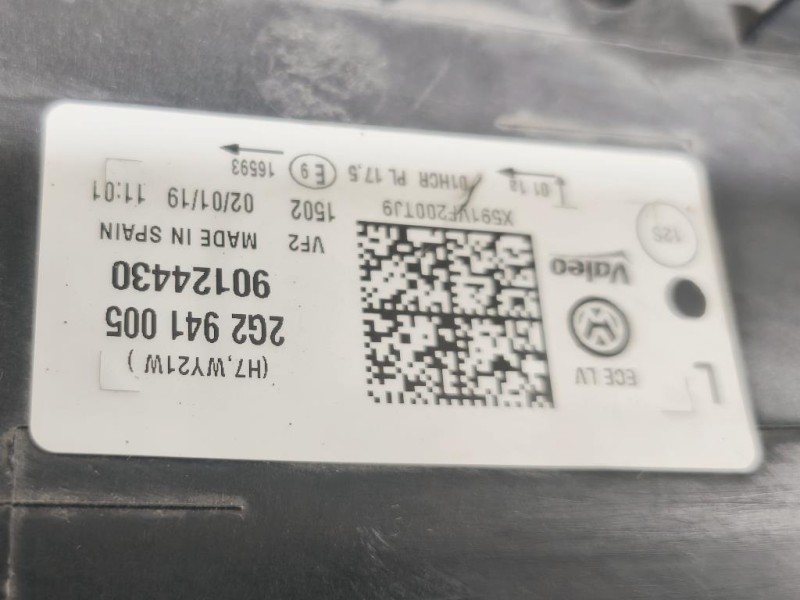 L
ECE LV
(H7,WY21W)
2G2 941 005
90124430
Valeo
VF2 MADE IN SPAIN
1502 02/01/19 11:01
12S
X591VF200TJ9
01HCR PL 17,5
E9
16593